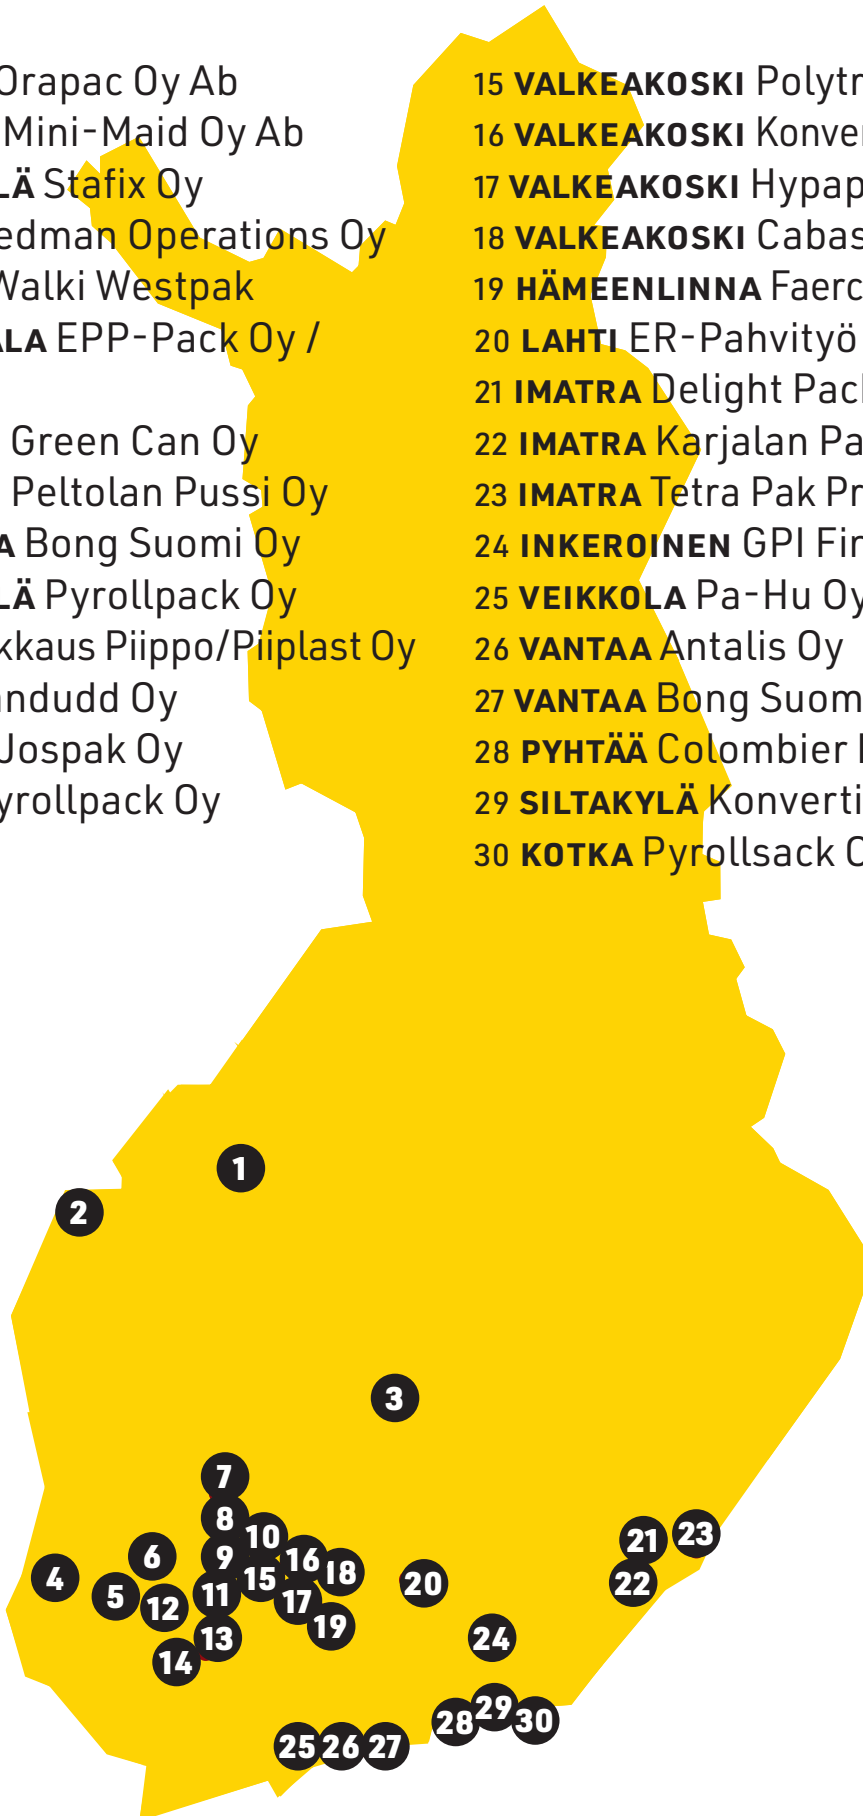 Orapac Oy Ab
Mini-Maid Oy Ab
LÄ Stafix Oy
edman Operations Oy
Walki Westpak
ALA EPP-Pack Oy /
Green Can Oy
Peltolan Pussi Oy
A Bong Suomi Oy
LÄ Pyrollpack Oy
kkaus Piippo/Piiplast Oy
andudd Oy
Jospak Oy
yrollpack Oy
15 VALKEAKOSKI Polytr
16 VALKEAKOSKI Konver
17 VALKEAKOSKI Hypap
18 VALKEAKOSKI Cabas
19 HÄMEENLINNA Faerc
20 LAHTI ER-Pahvityö
21 IMATRA Delight Pack
22 IMATRA Karjalan Pa
23 IMATRA Tetra Pak Pr
24 INKEROINEN GPI Fin
25 VEIKKOLA Pa-Hu Oy
26 VANTAA Antalis Oy
27 VANTAA Bong Suom
28 PYHTÄÄ Colombier
29 SILTAKYLÄ Konverti
30 KOTKA Pyrollsack O
1
2
3
7
8
10
9
6
16
18
4
5
12
11
15
17
19
13
14
20
21
23
22
24
28
29
30
25
26
27